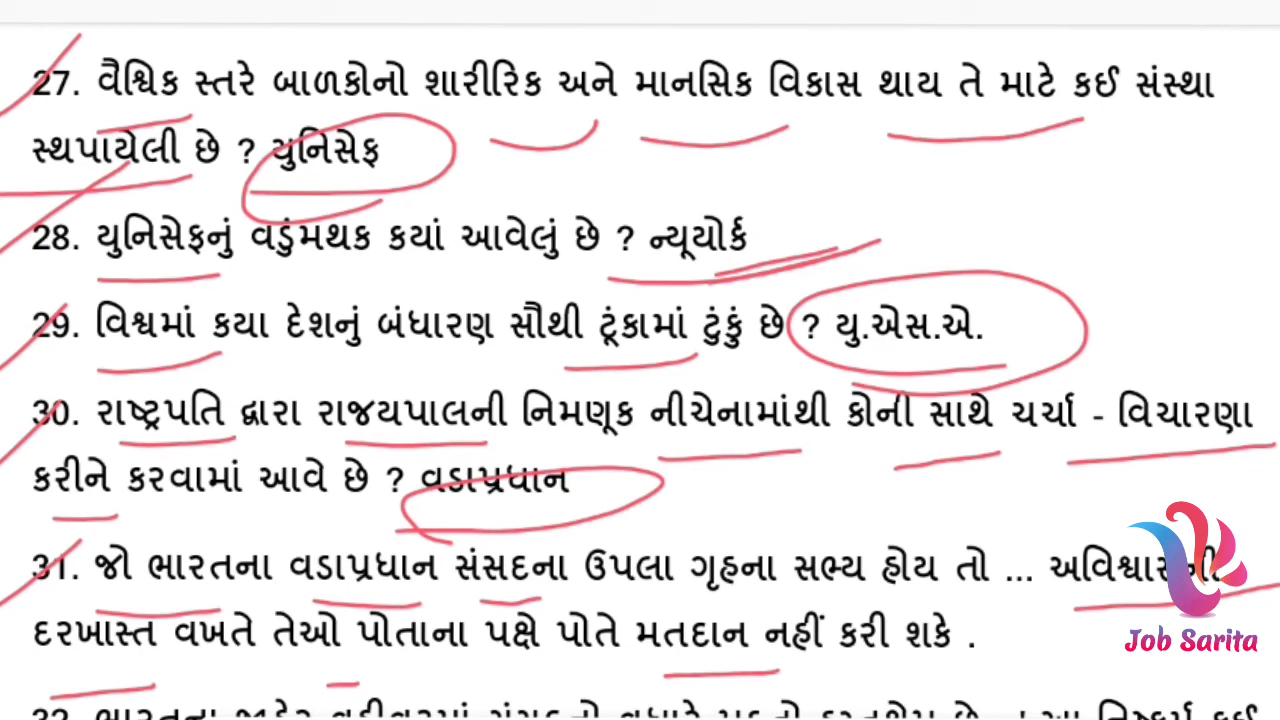 27. વૈશ્વિક સ્તરે બાળકોનો શારીરિક અને માનસિક વિકાસ થાય તે માટે કઈ સંસ્થા
સ્થપાયેલી છે ? યુનિસેફ
28. યુનિસેફનું વડુંમથક કયાં આવેલું છે ? ન્યૂયોર્ક
29. વિશ્વમાં કયા દેશનું બંધારણ સૌથી ટૂંકામાં ટુંકું છે ? યુ.એસ.એ.
30. રાષ્ટ્રપતિ દ્વારા રાજયપાલની નિમણૂક નીચેનામાંથી કોની સાથે ચર્ચા - વિચારણા
કરીને કરવામાં આવે છે ? વડાપ્રધાન
31. જો ભારતના વડાપ્રધાન સંસદના ઉપલા ગૃહના સભ્ય હોય તો ... અવિશ્વાસની
દરખાસ્ત વખતે તેઓ પોતાના પક્ષે પોતે મતદાન નહીં કરી શકે .
Job Sarita